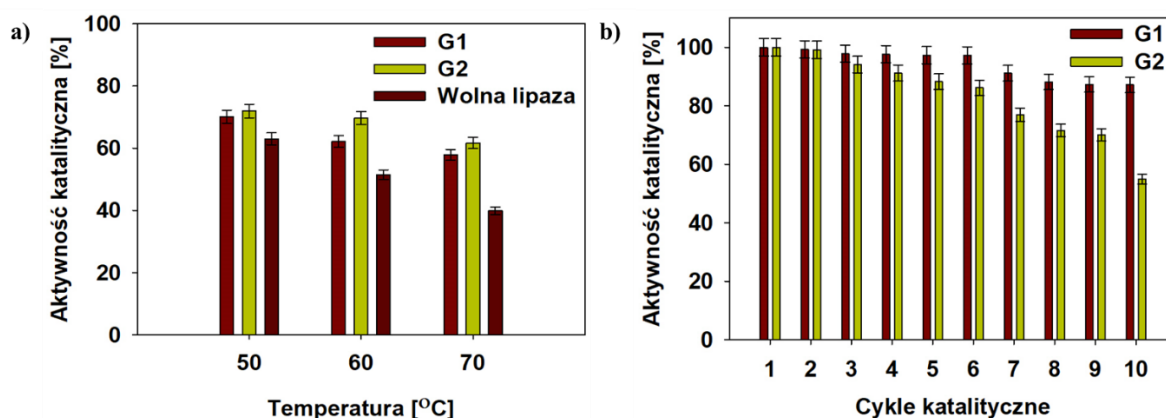 a)
Aktywność katalityczna [%]
100
80
60
40
20
0
G1
G2
Wolna lipaza
50 60 70
Temperatura [°C]
b)
Aktywność katalityczna [%]
100
80
60
40
20
0
G1
G2
1 2 3 4 5 6 7 8 9 10
Cykle katalityczne